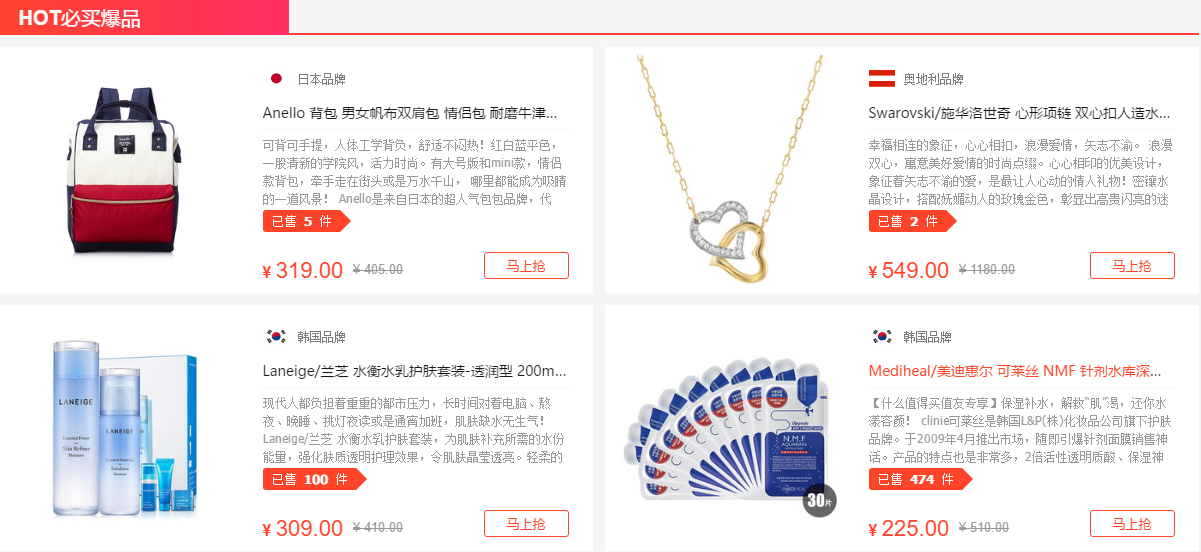 HOT必买爆品
日本品牌
Anello 背包 男女帆布双肩包 情侣包 耐磨牛津...
可背可手提，人体工学背负，舒适不闷热！红白蓝平色，
一股清新的学院风，活力时尚。有大号版和mini款，情侣
款背包，牵手走在街头或是万水千山， 哪里都能成为吸睛
的一道风景！ Anello是来自日本的超人气包包品牌，代
已售 5 件
¥ 319.00 ¥ 405.00 马上抢
奥地利品牌
Swarovski/施华洛世奇 心形项链 双心扣人造水...
幸福相连的象征，心心相扣，浪漫爱情，矢志不渝。 浪漫
双心，寓意美好爱情的时尚点缀。心心相印的优美设计，
象征着矢志不渝的爱，是最让人心动的情人礼物！密镶水
晶设计，搭配妩媚动人的玫瑰金色，彰显出高贵闪亮的迷
已售 2 件
¥ 549.00 ¥ 1180.00 马上抢
LANEIGE
Skin Refiner
LANEIGE
韩国品牌
Laneige/兰芝 水衡水乳护肤套装-透润型 200m...
现代人都负担着重重的都市压力，长时间对着电脑、熬
夜、晚睡、挑灯夜读或是通宵加班，肌肤缺水无生气！
Laneige/兰芝 水衡水乳护肤套装，为肌肤补充所需的水份
能量，强化肤质透明护理效果，令肌肤晶莹透亮。轻柔的
已售 100 件
¥ 309.00 ¥ 410.00 马上抢
N.M.F
AQUARING
30片
韩国品牌
Mediheal/美迪惠尔 可莱丝 NMF 针剂水库深...
【什么值得买值友专享】保湿补水，解救“肌”渴，还你水
漾容颜！ clinie可莱丝是韩国L&P(株)化妆品公司旗下护肤
品牌。于2009年4月推出市场，随即引爆针剂面膜销售神
话。产品的特点也是非常多，2倍活性透明质酸、保湿神
已售 474 件
¥ 225.00 ¥ 510.00 马上抢